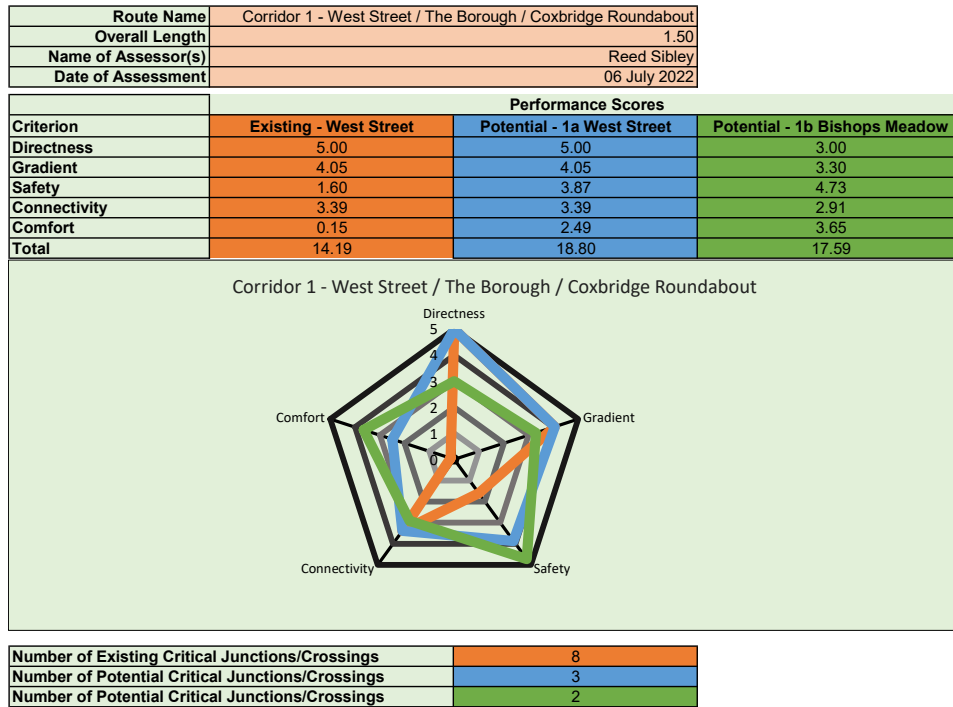 Route Name Corridor 1 - West Street / The Borough / Coxbridge Roundabout
Overall Length 1.50
Name of Assessor(s) Reed Sibley
Date of Assessment 06 July 2022
Performance Scores
Criterion Existing - West Street Potential - 1a West Street Potential - 1b Bishops Meadow
Directness 5.00 5.00 3.00
Gradient 4.05 4.05 3.30
Safety 1.60 3.87 4.73
Connectivity 3.39 3.39 2.91
Comfort 0.15 2.49 3.65
Total 14.19 18.80 17.59
Corridor 1 - West Street / The Borough / Coxbridge Roundabout
Directness
5
4
3
2
1
0
Comfort Gradient
Connectivity Safety
Number of Existing Critical Junctions/Crossings 8
Number of Potential Critical Junctions/Crossings 3
Number of Potential Critical Junctions/Crossings 2